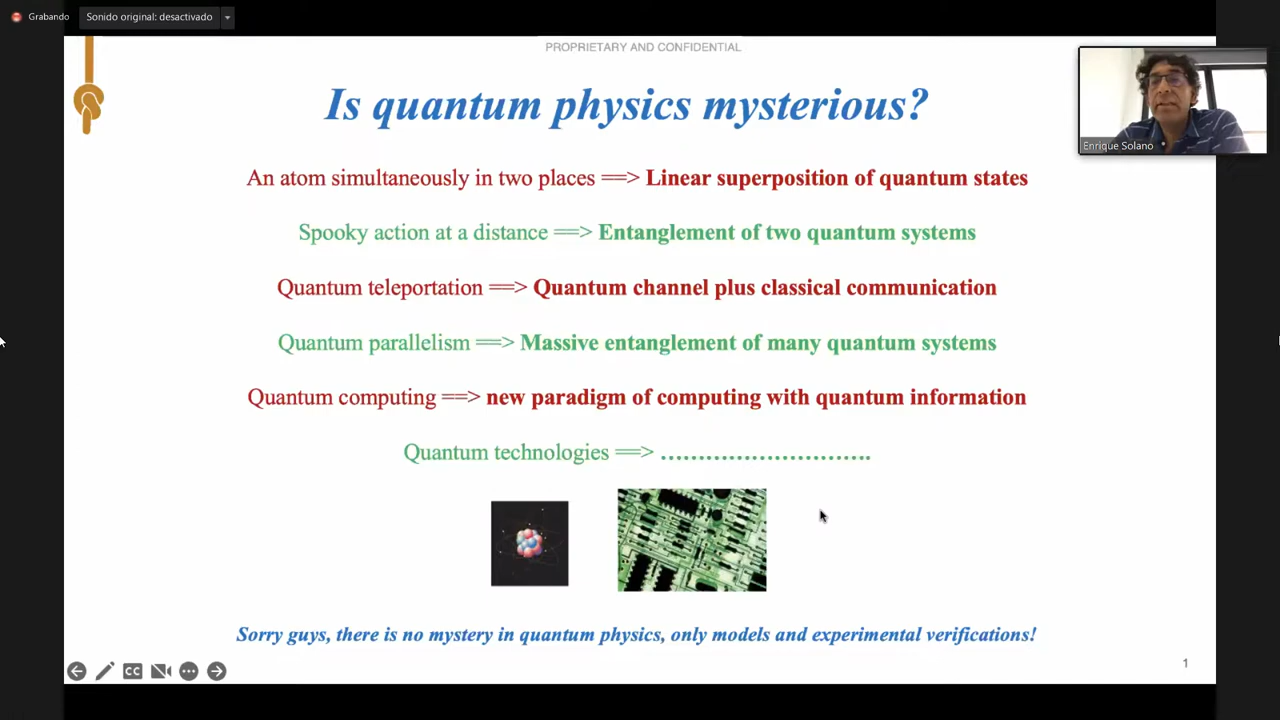 Grabando
Sonido original: desactivado
PROPRIETARY AND CONFIDENTIAL
Is quantum physics mysterious?
Enrique Solano
An atom simultaneously in two places ==> Linear superposition of quantum states
Spooky action at a distance ==> Entanglement of two quantum systems
Quantum teleportation ==> Quantum channel plus classical communication
Quantum parallelism ==> Massive entanglement of many quantum systems
Quantum computing ==> new paradigm of computing with quantum information
Quantum technologies ==> ………………………….
Sorry guys, there is no mystery in quantum physics, only models and experimental verifications!
CC
1